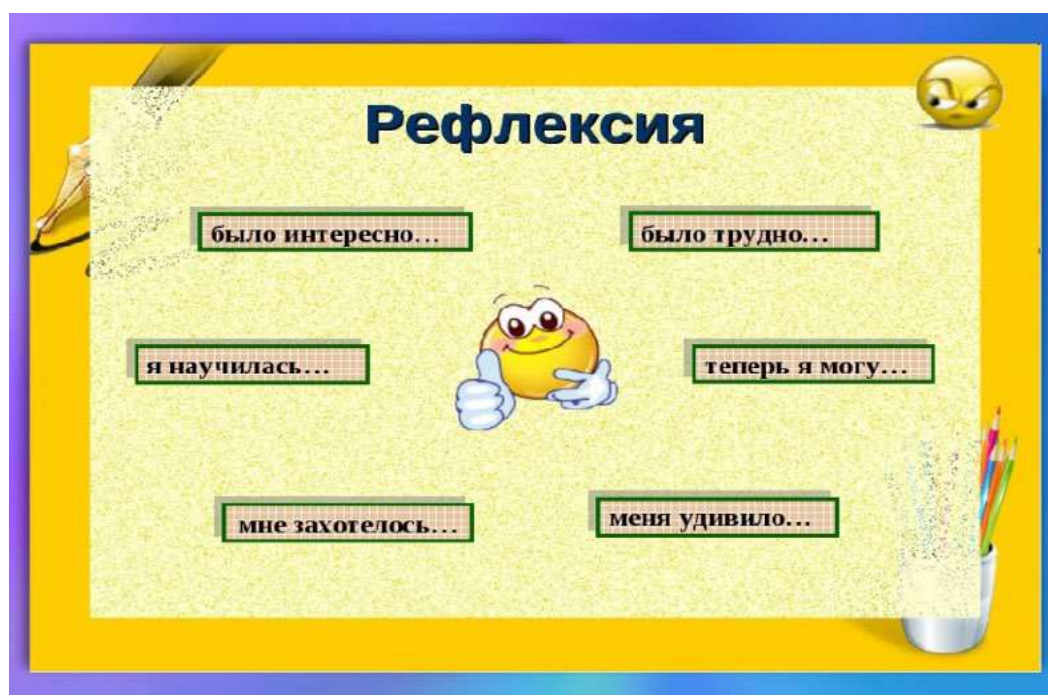 Рефлексия
было интересно…
было трудно…
я научилась…
теперь я могу…
мне захотелось…
меня удивило…